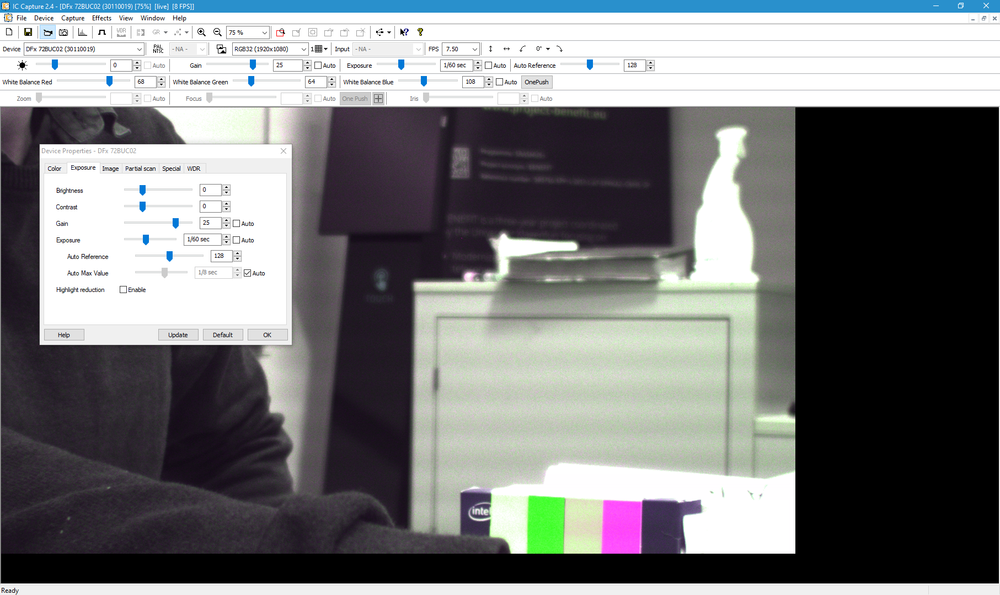 IC Capture 2.4 - [DFx 72BUC02 (30110019) [75%] [live] [8 FPS]]
File Device Capture Effects View Window Help
WDR GR 75 %
Device DFx 72BUC02 (30110019) PAL NTSC - NA - RGB32 (1920x1080) 1 Input - NA - FPS 7.50 0°
0 Auto Gain 25 Auto Exposure 1/60 sec Auto Auto Reference 128
White Balance Red 68 White Balance Green 64 White Balance Blue 108 Auto OnePush
Zoom Auto Focus Auto One Push Iris Auto
www.project-benefit.eu
Device Properties - DFx 72BUC02
Color Exposure Image Partial scan Special WDR
Brightness 0
Contrast 0
Gain 25 Auto
Exposure 1/60 sec Auto
Auto Reference 128
Auto Max Value 1/8 sec Auto
Highlight reduction Enable
Help Update Default OK
TOUCH
is a three-year project
intel
Ready